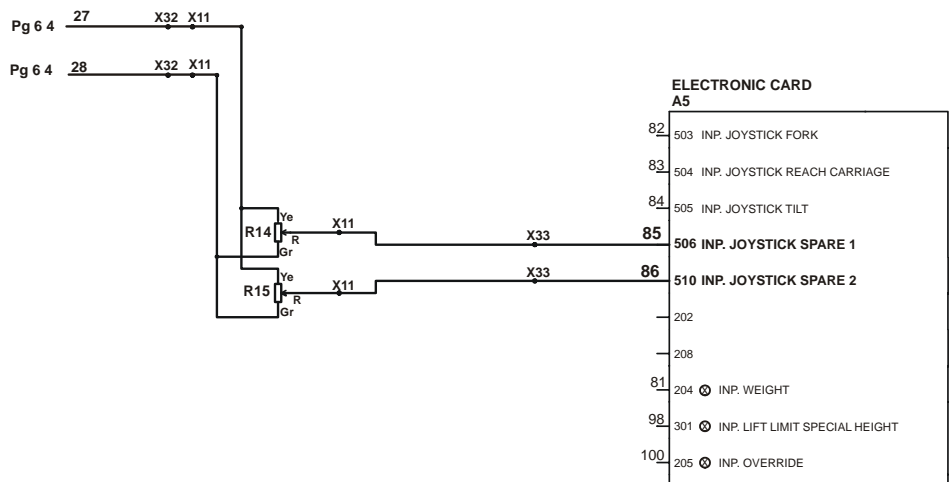 Pg 6 4 27 X32 X11
Pg 6 4 28 X32 X11
ELECTRONIC CARD
A5
82 503 INP. JOYSTICK FORK
83 504 INP. JOYSTICK REACH CARRIAGE
84 505 INP. JOYSTICK TILT
Ye
R14 R X11 X33 85 506 INP. JOYSTICK SPARE 1
Gr
Ye
R15 R X11 X33 86 510 INP. JOYSTICK SPARE 2
Gr
202
208
81 204 INP. WEIGHT
98 301 INP. LIFT LIMIT SPECIAL HEIGHT
100 205 INP. OVERRIDE